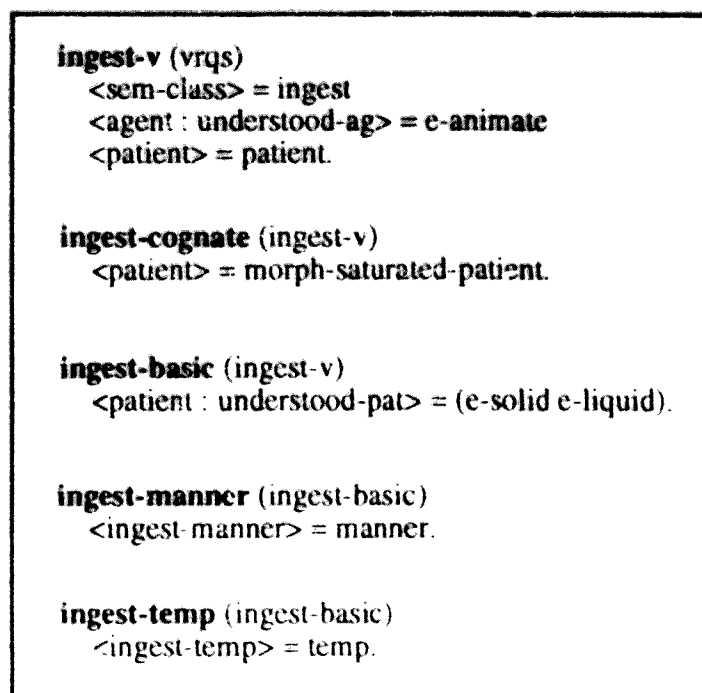 ingest-v (vrqs)
<sem-class> = ingest
<agent : understood-ag> = e-animate
<patient> = patient.
ingest-cognate (ingest-v)
<patient> = morph-saturated-patient.
ingest-basic (ingest-v)
<patient : understood-pat> = (e-solid e-liquid).
ingest-manner (ingest-basic)
<ingest-manner> = manner.
ingest-temp (ingest-basic)
<ingest-temp> = temp.